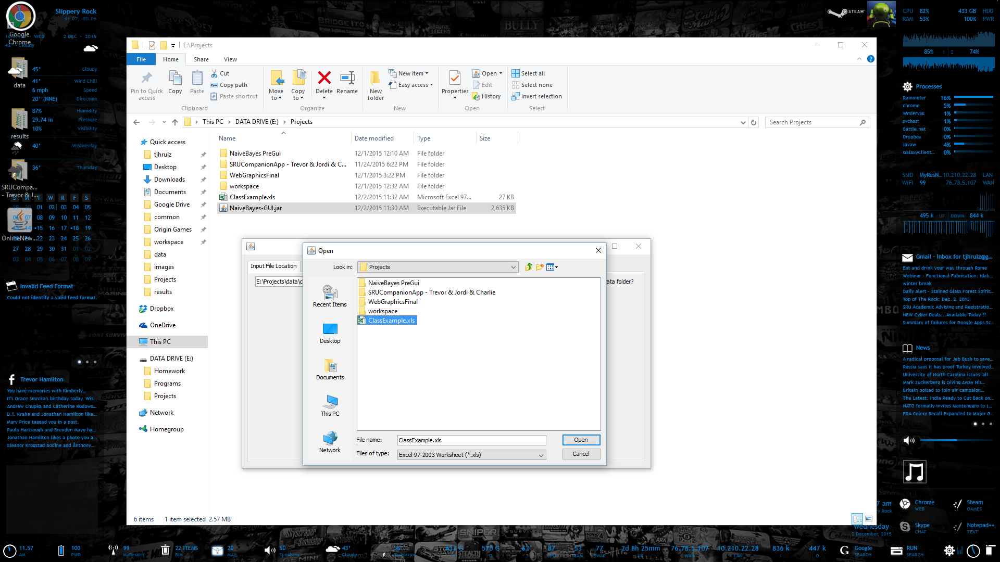 Slippery Rock
41.07, -80.06
Google Chrome
WED
2 DEC · 2015
43° Cloudy
data
45° Cloudy
41° Wind Chill
6 mph Speed
20° (NNE) Direction
87% Humidity
29.74 in Pressure
10% Visibility
results
40° Wednesday
36° Thursday
SRUCompa...
- Trevor & J...
S M T W R F S
29 30 01 02 03 04 05
06 07 08 09 10 11 12
13 14 •15 16 17 •18 19
20 21 22 23 24 25 26
27 28 29 30 31 01 02
03 04 05 06 07 08 09
OnlineNew...
Invalid Feed Format
Could not identify a valid feed format.
Trevor Hamilton
You have memories with Kimberly...
It's Grace Smrcka's birthday today. Wis...
Andrew Chupka and Catherine Rudows...
D.j. Krahe and Jonathan Hamilton like...
Mary Price tagged you in a post.
Paula Hartsough and Brenden Mayo ha...
Jonathan Hamilton likes a photo you a...
Eleanor Krogstad Bodine and Anthony...
E:\Projects
File Home Share View
Pin to Quick access
Copy
Paste
Cut
Copy path
Paste shortcut
Clipboard
Move to
Copy to
Delete
Rename
Organize
New folder
New item
Easy access
New
Properties
Open
Edit
History
Open
Select all
Select none
Invert selection
Select
This PC > DATA DRIVE (E:) > Projects
Search Projects
Quick access
tjhrulz
Desktop
Downloads
Documents
Google Drive
common
Origin Games
workspace
data
images
Projects
results
Dropbox
OneDrive
This PC
DATA DRIVE (E:)
Homework
Programs
Projects
Network
Homegroup
Name Date modified Type Size
NaiveBayes PreGui 12/1/2015 12:10 AM File folder
SRUCompanionApp - Trevor & Jordi & C... 11/24/2015 6:22 PM File folder
WebGraphicsFinal 12/1/2015 3:22 PM File folder
workspace 12/1/2015 12:32 AM File folder
ClassExample.xls 12/2/2015 11:32 AM Microsoft Excel 97... 27 KB
NaiveBayes-GUI.jar 12/2/2015 11:30 AM Executable Jar File 2,635 KB
Input File Location
E:\Projects\data\c
ata folder?
Open
Look in: Projects
Recent Items
Desktop
Documents
This PC
Network
NaiveBayes PreGui
SRUCompanionApp - Trevor & Jordi & Charlie
WebGraphicsFinal
workspace
ClassExample.xls
File name: ClassExample.xls Open
Files of type: Excel 97-2003 Worksheet (*.xls) Cancel
6 items 1 item selected 2.57 MB
STEAM
CPU 82% 433 GB HDD
RAM 53% 100% PWR
85% 1 2 74%
Processes
Rainmeter 16%
chrome 5%
WmiPrvSE 1%
svchost 1%
Battle.net 0%
Dropbox 0%
javaw 4%
GalaxyClient... 0%
SSID MyResN... 10.210.22.28 LAN
WiFi 99 76.78.5.107 WAN
495 k UP DOWN 844 k
Gmail - Inbox for tjhrulz@g...
Eat and drink your way through Rome
Webinar - Functional Fabrication: Idah...
winter break
Daily Alert - Stained Glass Forest Spirit...
Top of The Rock: Dec. 2, 2015
SRU Academic Advising and Registratio...
NEW Cyber Deals...Available Today ??
Summary of failures for Google Apps Sc...
News
A radical proposal for Jeb Bush to save...
Russia says it has proof Turkey involved...
University of North Carolina issues 'all...
Mark Zuckerberg is Giving Away His...
Britain poised to join air campaign...
The Latest: India Ready to Cut Back on...
NATO formally invites Montenegro to j...
FDA Celery Recall Expanded to Major G...
7 am
ry Rock
Wednesday
2 December, 2015
Chrome
WEB
Steam
GAMES
Skype
CHAT
Notepad++
TEXT
11.57 AM
100 PWR
99 MyResNet
22 ITEMS BIN
20 MAIL
50 Speakers
43° Cloudy
36° Tomorrow
433 G C
570 G D
63° 3
87 CPU
53 RAM
77 SWAP
2d 8h 25mm UP
76.78.5.107 WAN
10.210.22.28 LAN
836 k I
447 k O
Google SEARCH
RUN SEARCH